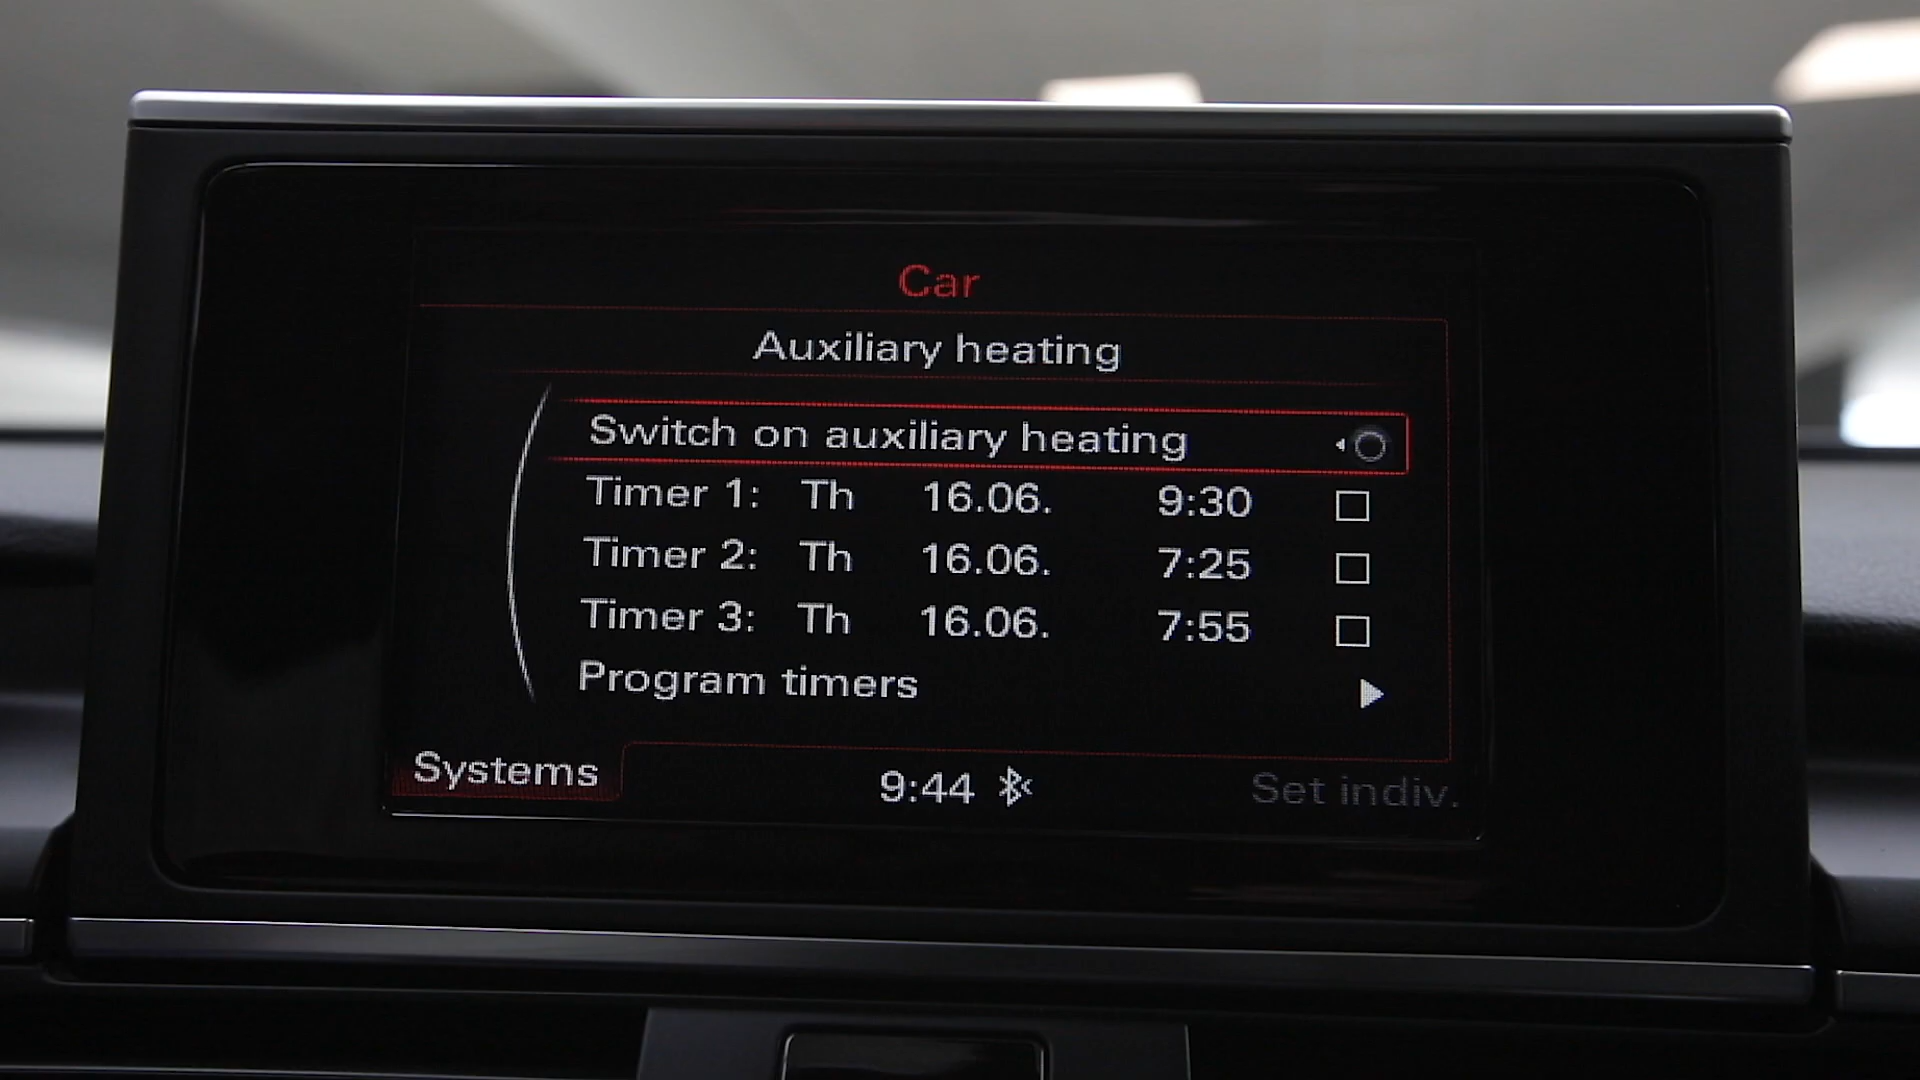 Car
Auxiliary heating
Switch on auxiliary heating
Timer 1: Th 16.06. 9:30
Timer 2: Th 16.06. 7:25
Timer 3: Th 16.06. 7:55
Program timers
Systems 9:44 Set indiv.